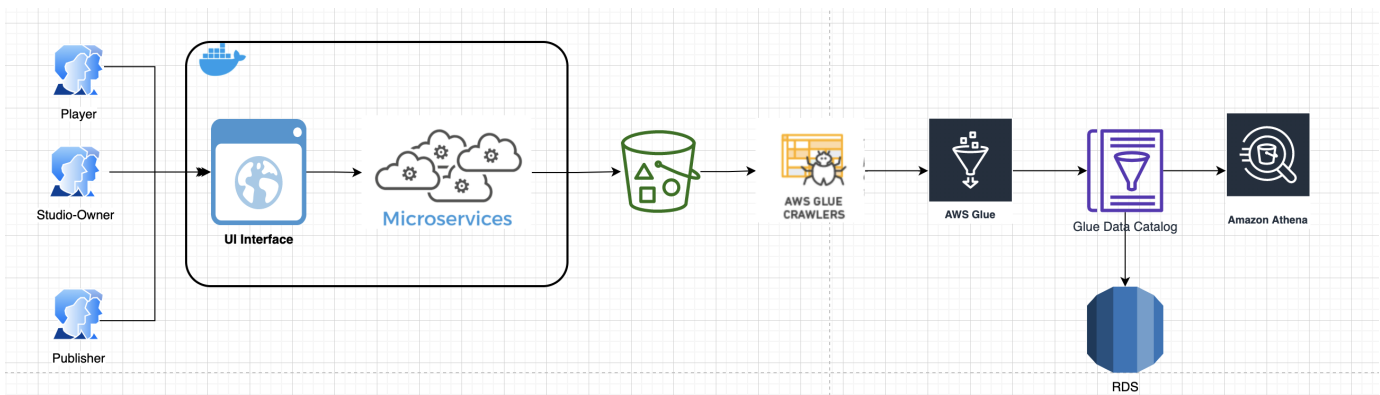 Player
Studio-Owner
Publisher
UI Interface
Microservices
AWS GLUE
CRAWLERS
AWS Glue
Glue Data Catalog
Amazon Athena
RDS